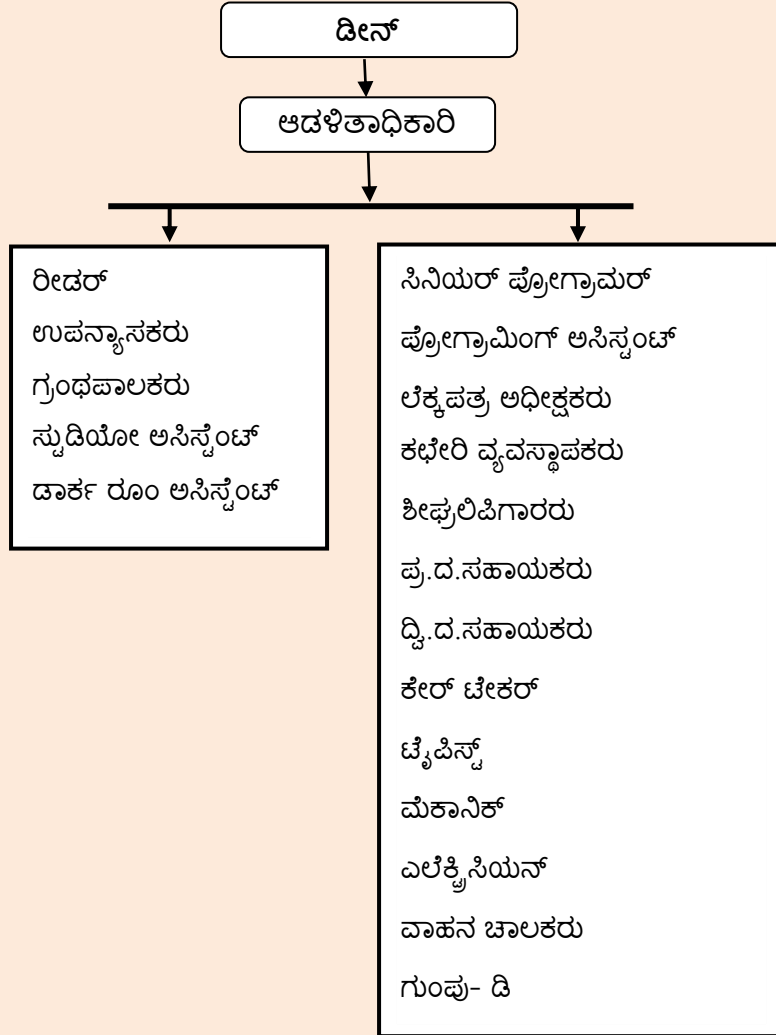 ಡೀನ್
ಆಡಳಿತಾಧಿಕಾರಿ
ರೀಡರ್
ಉಪನ್ಯಾಸಕರು
ಗ್ರಂಥಪಾಲಕರು
ಸ್ಟುಡಿಯೋ ಅಸಿಸ್ಟೆಂಟ್
ಡಾರ್ಕ ರೂಂ ಅಸಿಸ್ಟೆಂಟ್
ಸಿನಿಯರ್ ಪ್ರೋಗ್ರಾಮರ್
ಪ್ರೋಗ್ರಾಮಿಂಗ್ ಅಸಿಸ್ಟಂಟ್
ಲೆಕ್ಕಪತ್ರ ಅಧೀಕ್ಷಕರು
ಕಛೇರಿ ವ್ಯವಸ್ಥಾಪಕರು
ಶೀಘ್ರಲಿಪಿಗಾರರು
ಪ್ರ.ದ.ಸಹಾಯಕರು
ದ್ವಿ.ದ.ಸಹಾಯಕರು
ಕೇರ್ ಟೇಕರ್
ಟೈಪಿಸ್ಟ್
ಮೆಕಾನಿಕ್
ಎಲೆಕ್ಟ್ರಿಸಿಯನ್
ವಾಹನ ಚಾಲಕರು
ಗುಂಪು- ಡಿ